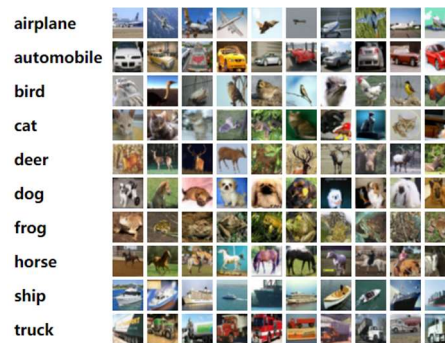 airplane
automobile
bird
cat
deer
dog
frog
horse
ship
truck